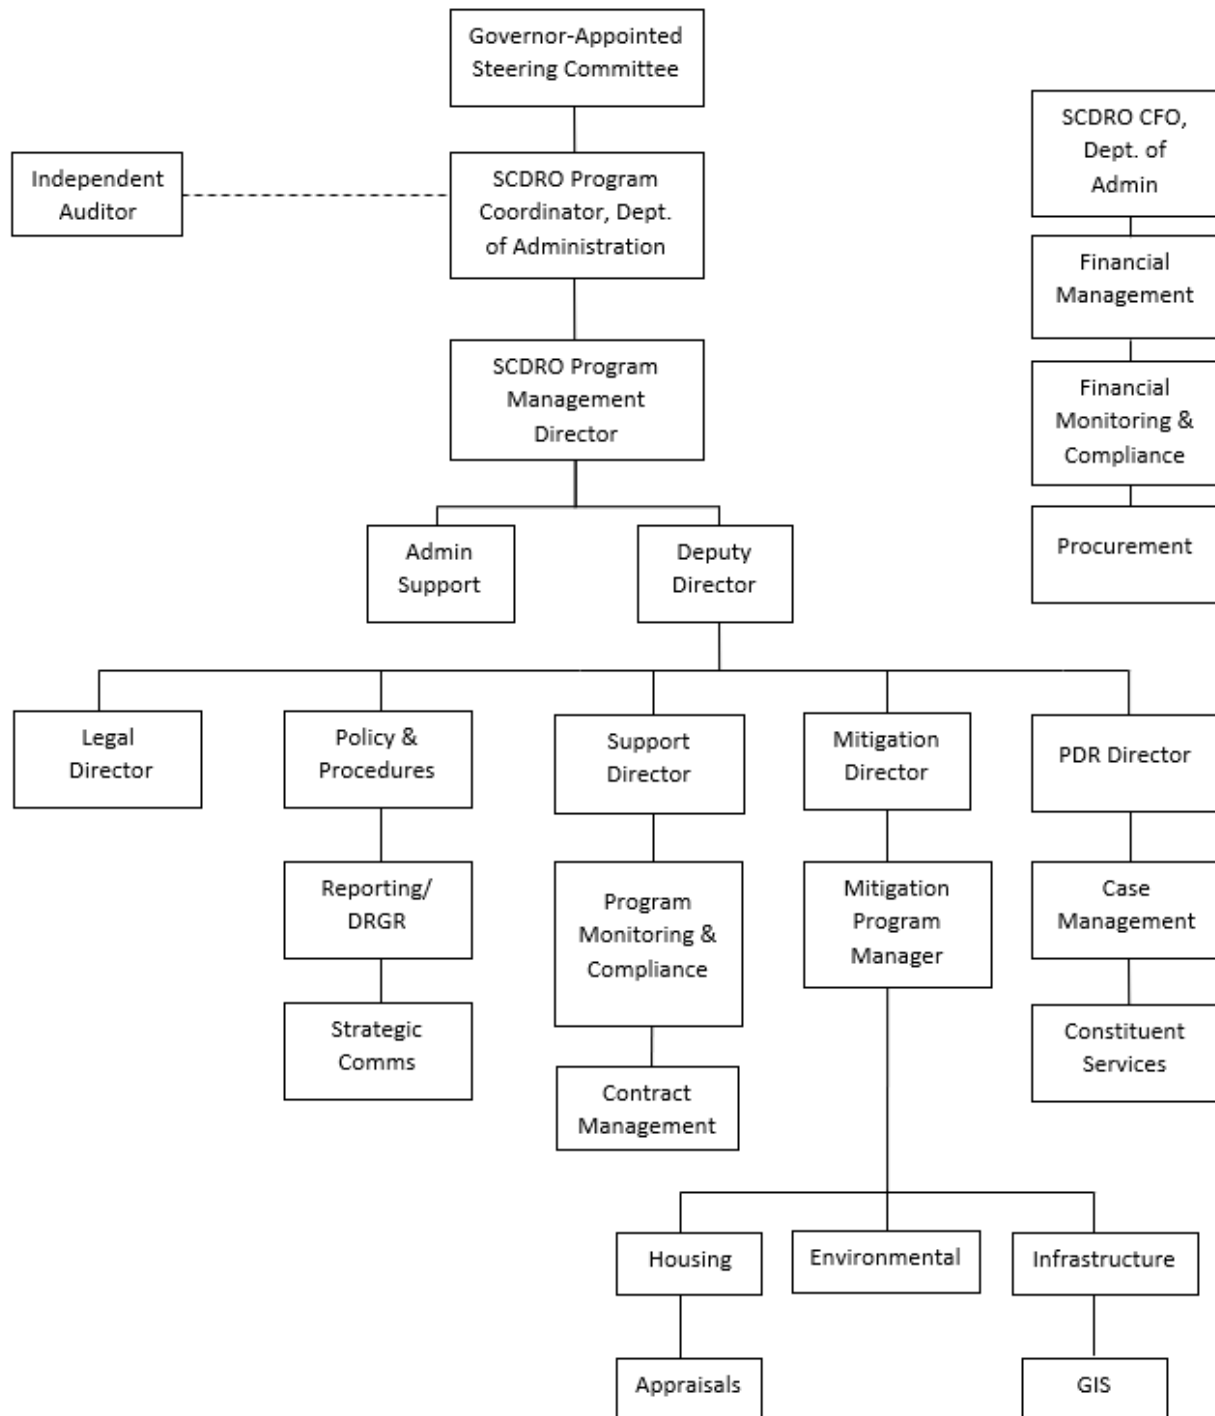 Governor-Appointed
Steering Committee
SCDRO CFO,
Dept. of
Admin
Independent
Auditor
SCDRO Program
Coordinator, Dept.
of Administration
Financial
Management
SCDRO Program
Management
Director
Financial
Monitoring &
Compliance
Admin
Support
Deputy
Director
Procurement
Legal
Director
Policy &
Procedures
Support
Director
Mitigation
Director
PDR Director
Reporting/
DRGR
Program
Monitoring &
Compliance
Mitigation
Program
Manager
Case
Management
Strategic
Comms
Contract
Management
Constituent
Services
Housing
Environmental
Infrastructure
Appraisals
GIS